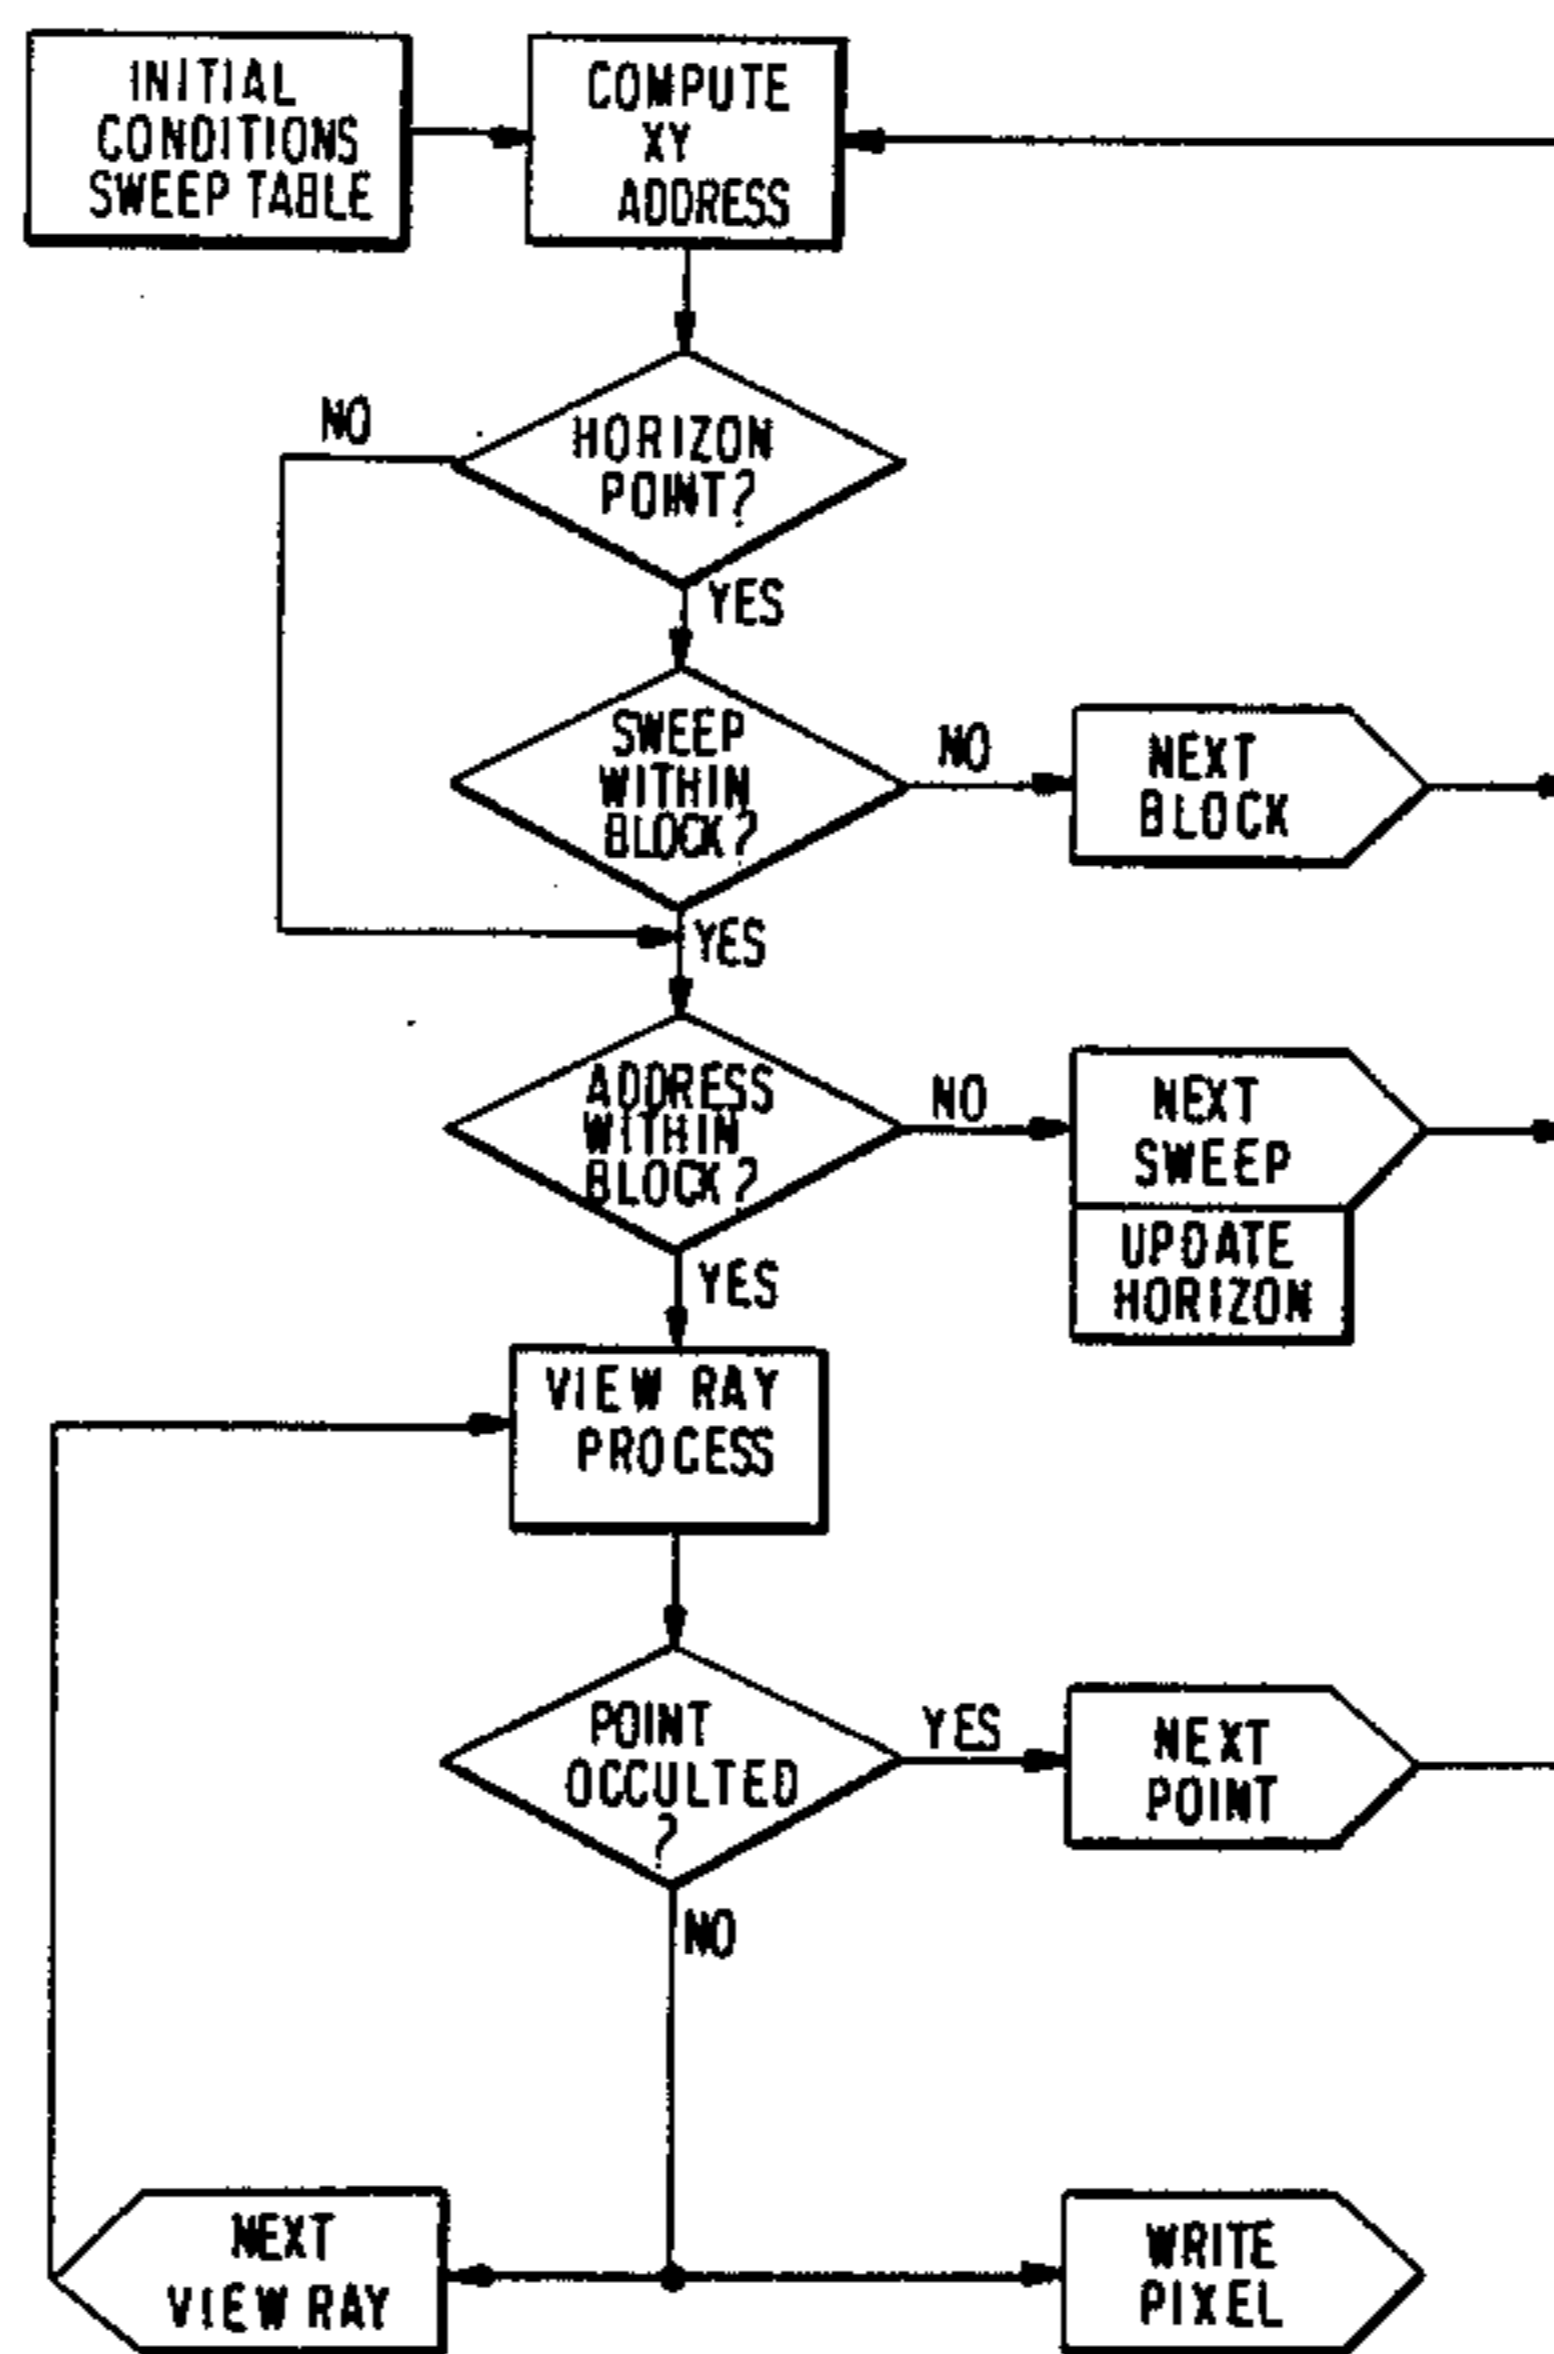 INITIAL
CONDITIONS
SWEEP TABLE
COMPUTE
XY
ADDRESS
NO
HORIZON
POINT?
YES
SWEEP
WITHIN
BLOCK?
NO
NEXT
BLOCK
YES
ADDRESS
WITHIN
BLOCK?
NO
NEXT
SWEEP
UPDATE
HORIZON
YES
VIEW RAY
PROCESS
POINT
OCCULTED
?
YES
NEXT
POINT
NO
NEXT
VIEW RAY
WRITE
PIXEL